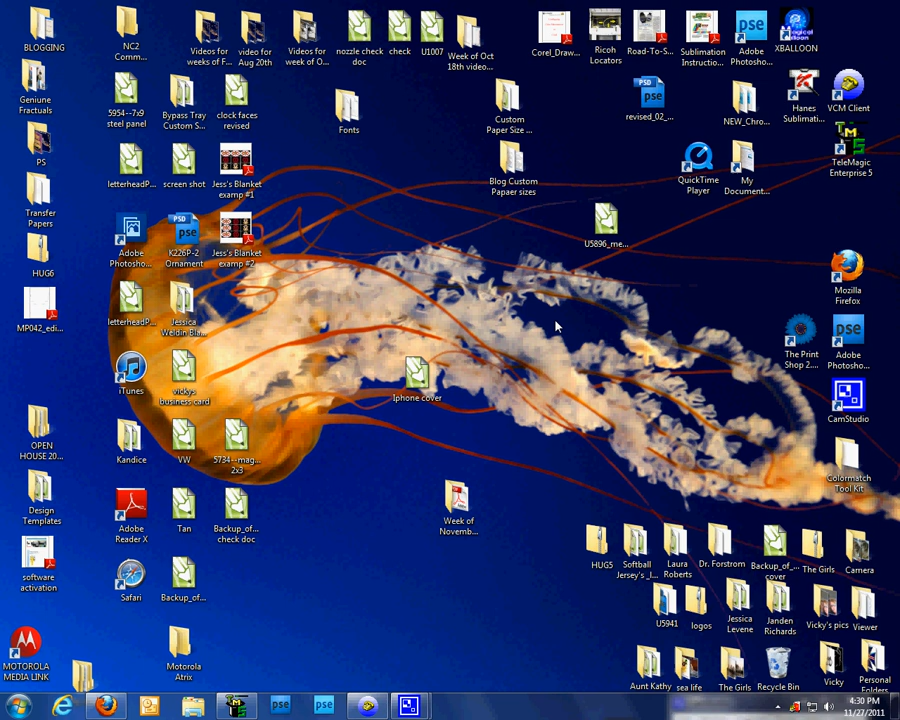 BLOGGING
NC2
Comm...
Videos for
weeks of F...
video for
Aug 20th
Videos for
week of O...
nozzle check
doc
check
U1007
Week of Oct
18th video...
Corel_Draw...
Ricoh
Locators
Road-To-S...
Sublimation
Instructio...
Adobe
Photosho...
XBALLOON
Geniune
Fractuals
5954--7x9
steel panel
Bypass Tray
Custom S...
clock faces
revised
Fonts
Custom
Paper Size ...
revised_02_...
NEW_Chro...
Hanes
Sublimati...
VCM Client
PS
letterheadP...
screen shot
Jess's Blanket
examp #1
Blog Custom
Papaer sizes
QuickTime
Player
My
Document...
TeleMagic
Enterprise 5
Transfer
Papers
Adobe
Photosho...
K226P-2
Ornament
Jess's Blanket
examp #2
U5896_me...
HUG6
Mozilla
Firefox
MP042_edi...
letterheadP...
Jessica
Weldin Bla...
The Print
Shop 2....
Adobe
Photosho...
iTunes
vickys
business card
Iphone cover
CamStudio
OPEN
HOUSE 20...
Kandice
VW
5734--mag...
2x3
Colormatch
Tool Kit
Design
Templates
Adobe
Reader X
Tan
Backup_of...
check doc
Week of
Novemb...
software
activation
Safari
Backup_of...
HUG5
Softball
Jersey's_I...
Laura
Roberts
Dr. Forstrom
Backup_of_...
cover
The Girls
Camera
U5941
logos
Jessica
Levene
Janden
Richards
Vicky's pics
Viewer
MOTOROLA
MEDIA LINK
Motorola
Atrix
Aunt Kathy
sea life
The Girls
Recycle Bin
Vicky
Personal
Folders
4:30 PM
11/27/2011